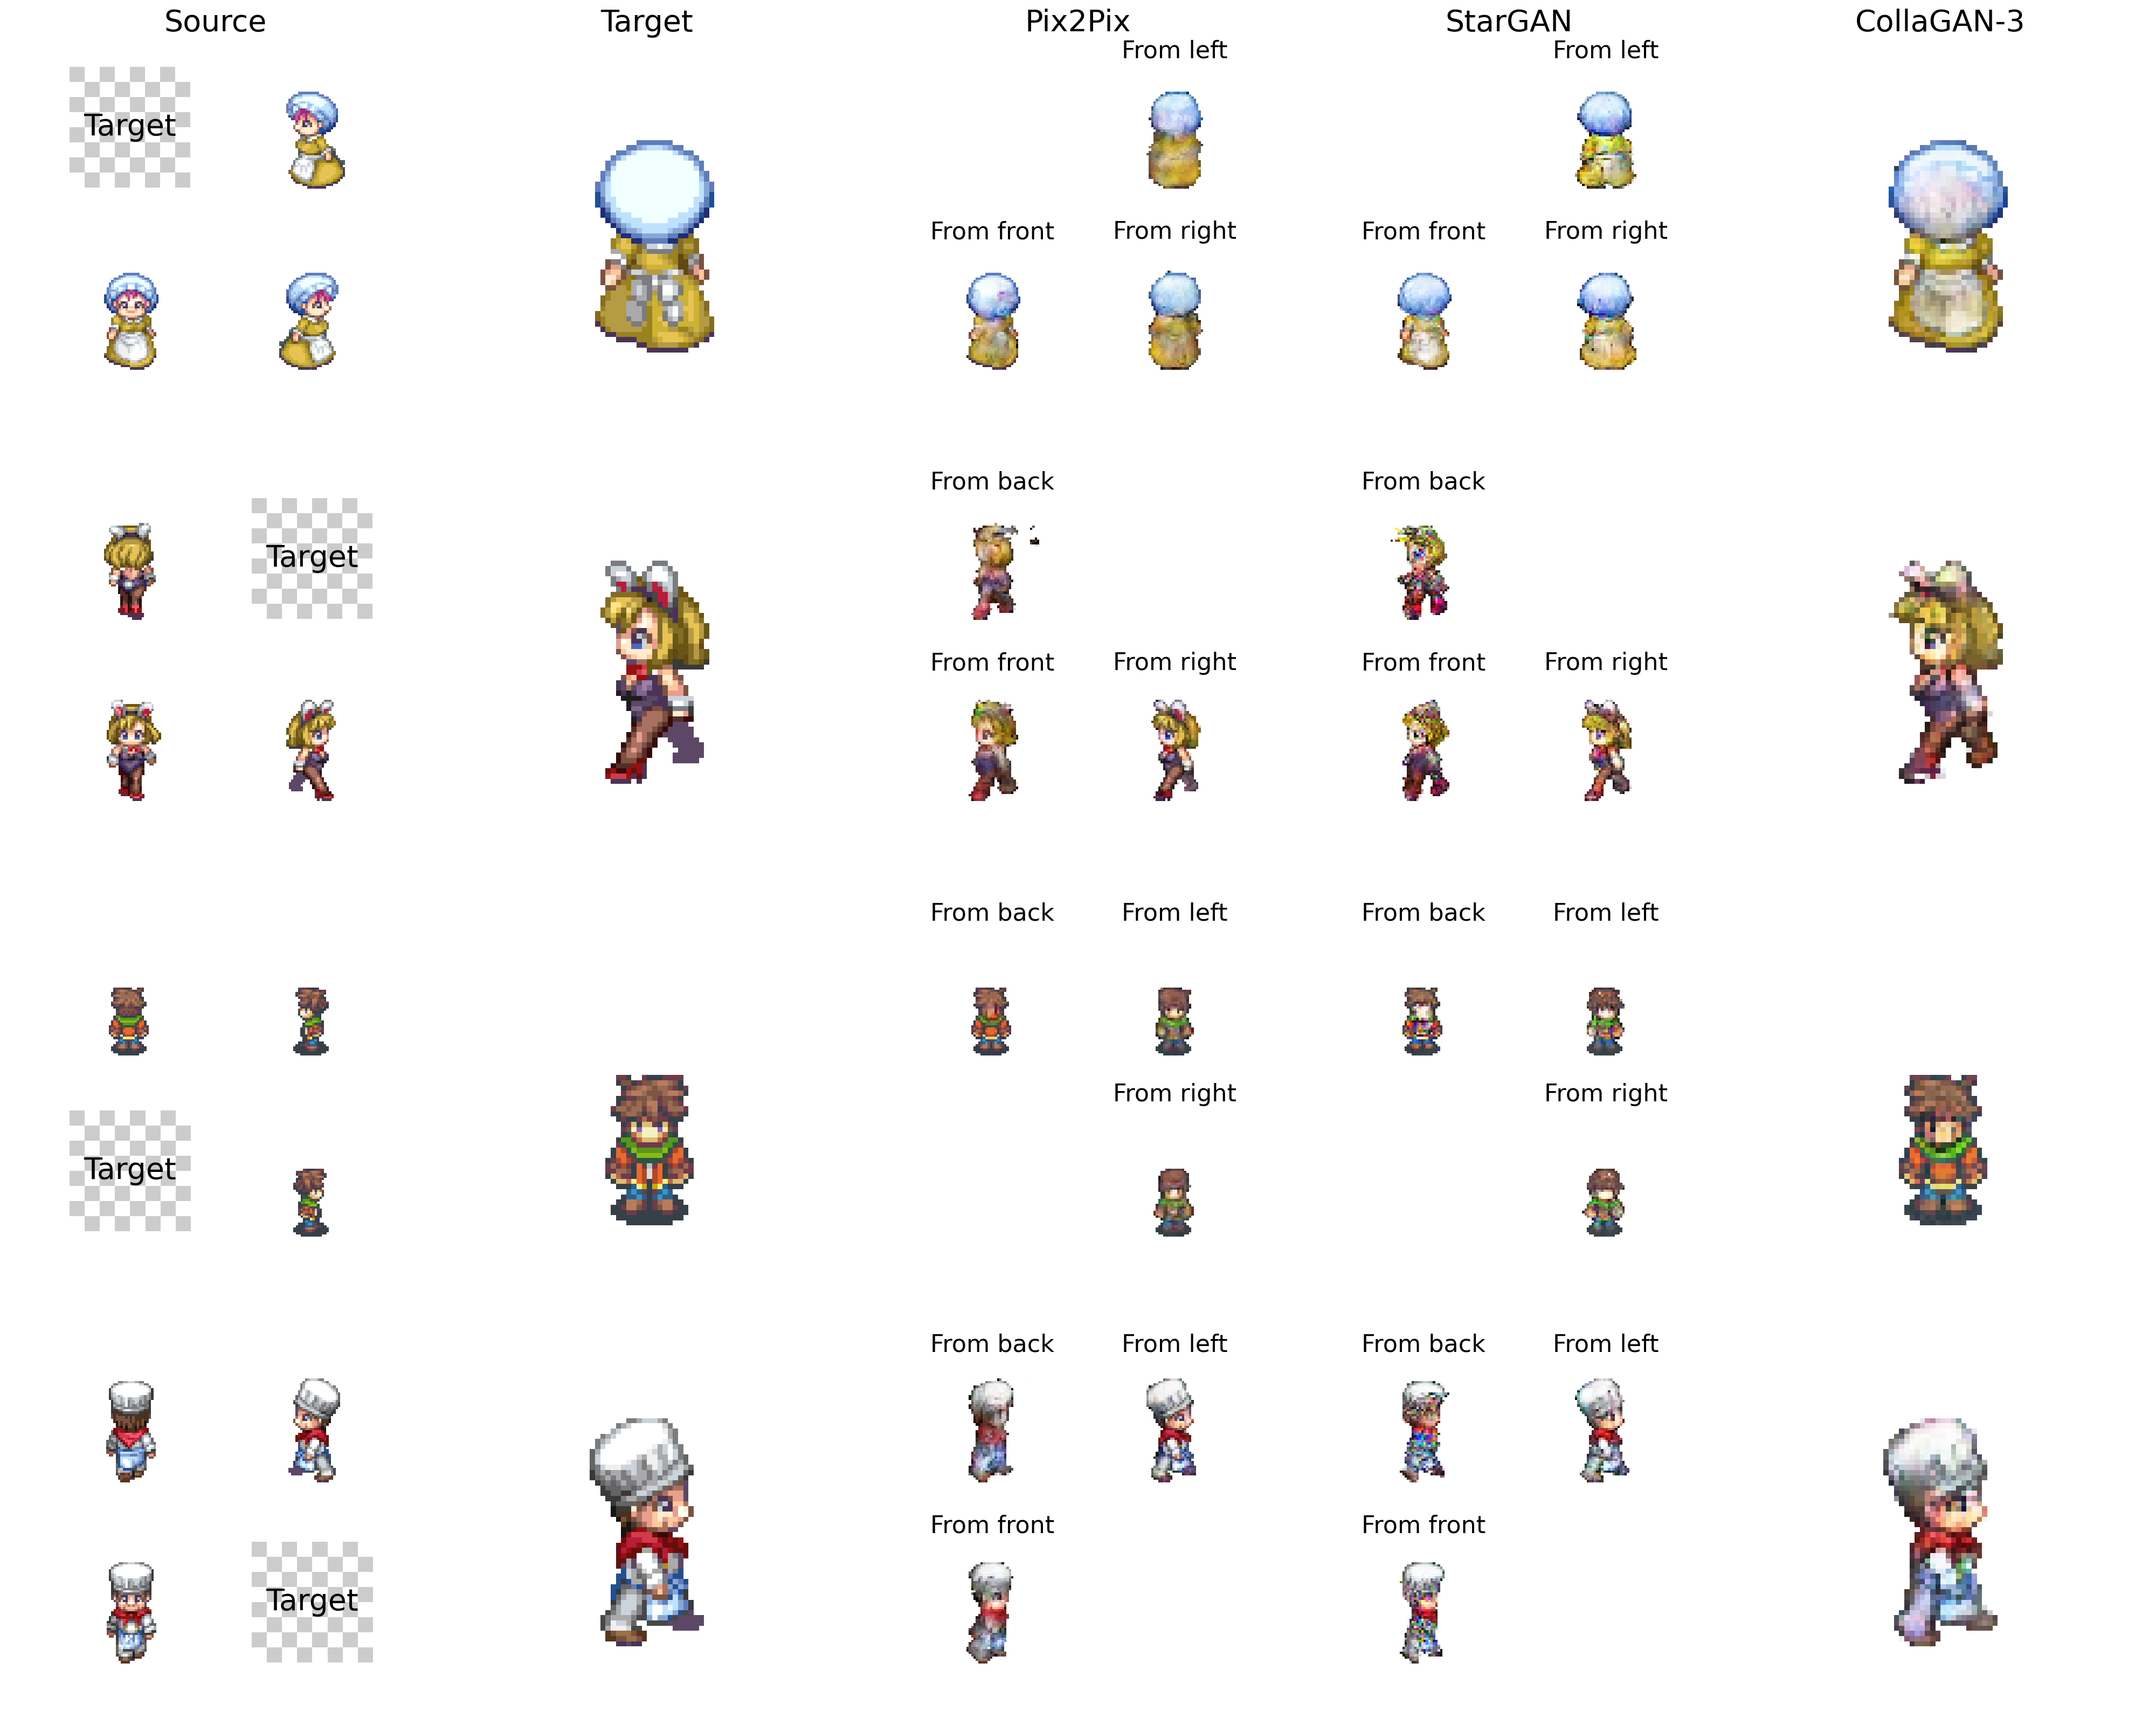 Source Target Pix2Pix StarGAN CollaGAN-3
From left From left
Target
From front From right From front From right
From back From back
Target
From front From right From front From right
From back From left From back From left
From right From right
Target
From back From left From back From left
From front From front
Target